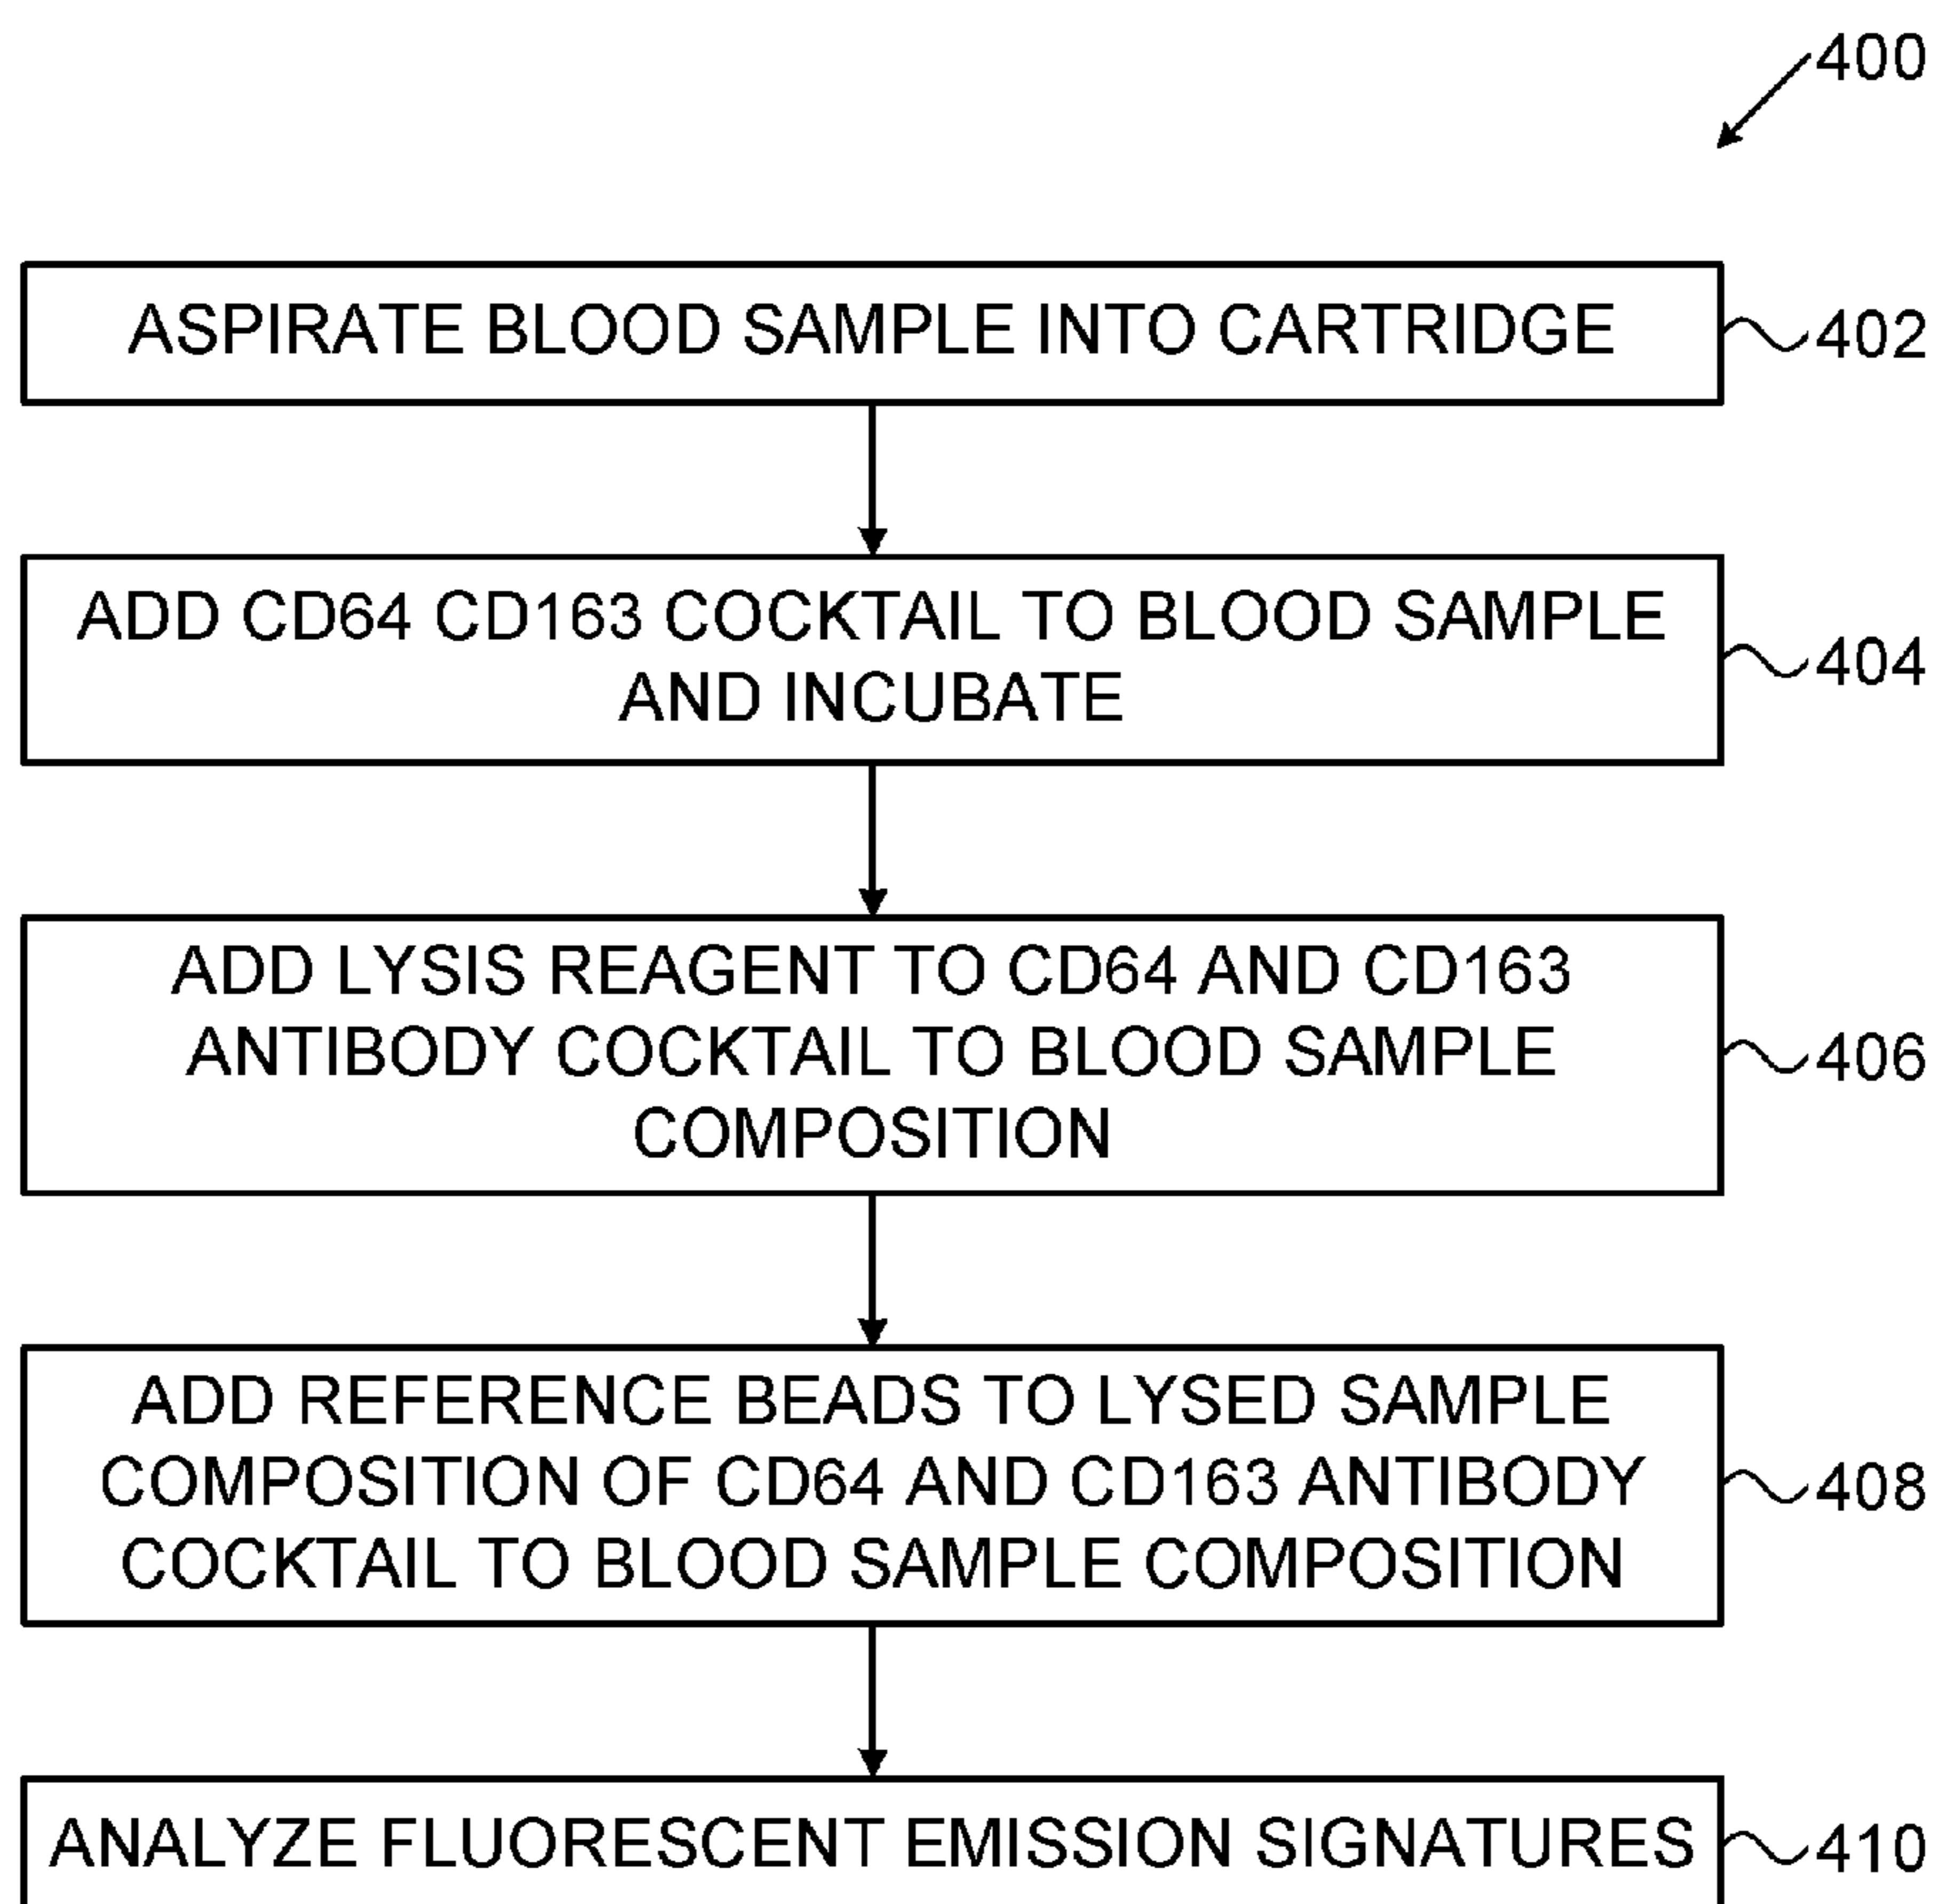 400
ASPIRATE BLOOD SAMPLE INTO CARTRIDGE
402
ADD CD64 CD163 COCKTAIL TO BLOOD SAMPLE
AND INCUBATE
404
ADD LYSIS REAGENT TO CD64 AND CD163
ANTIBODY COCKTAIL TO BLOOD SAMPLE
COMPOSITION
406
ADD REFERENCE BEADS TO LYSED SAMPLE
COMPOSITION OF CD64 AND CD163 ANTIBODY
COCKTAIL TO BLOOD SAMPLE COMPOSITION
408
ANALYZE FLUORESCENT EMISSION SIGNATURES
410